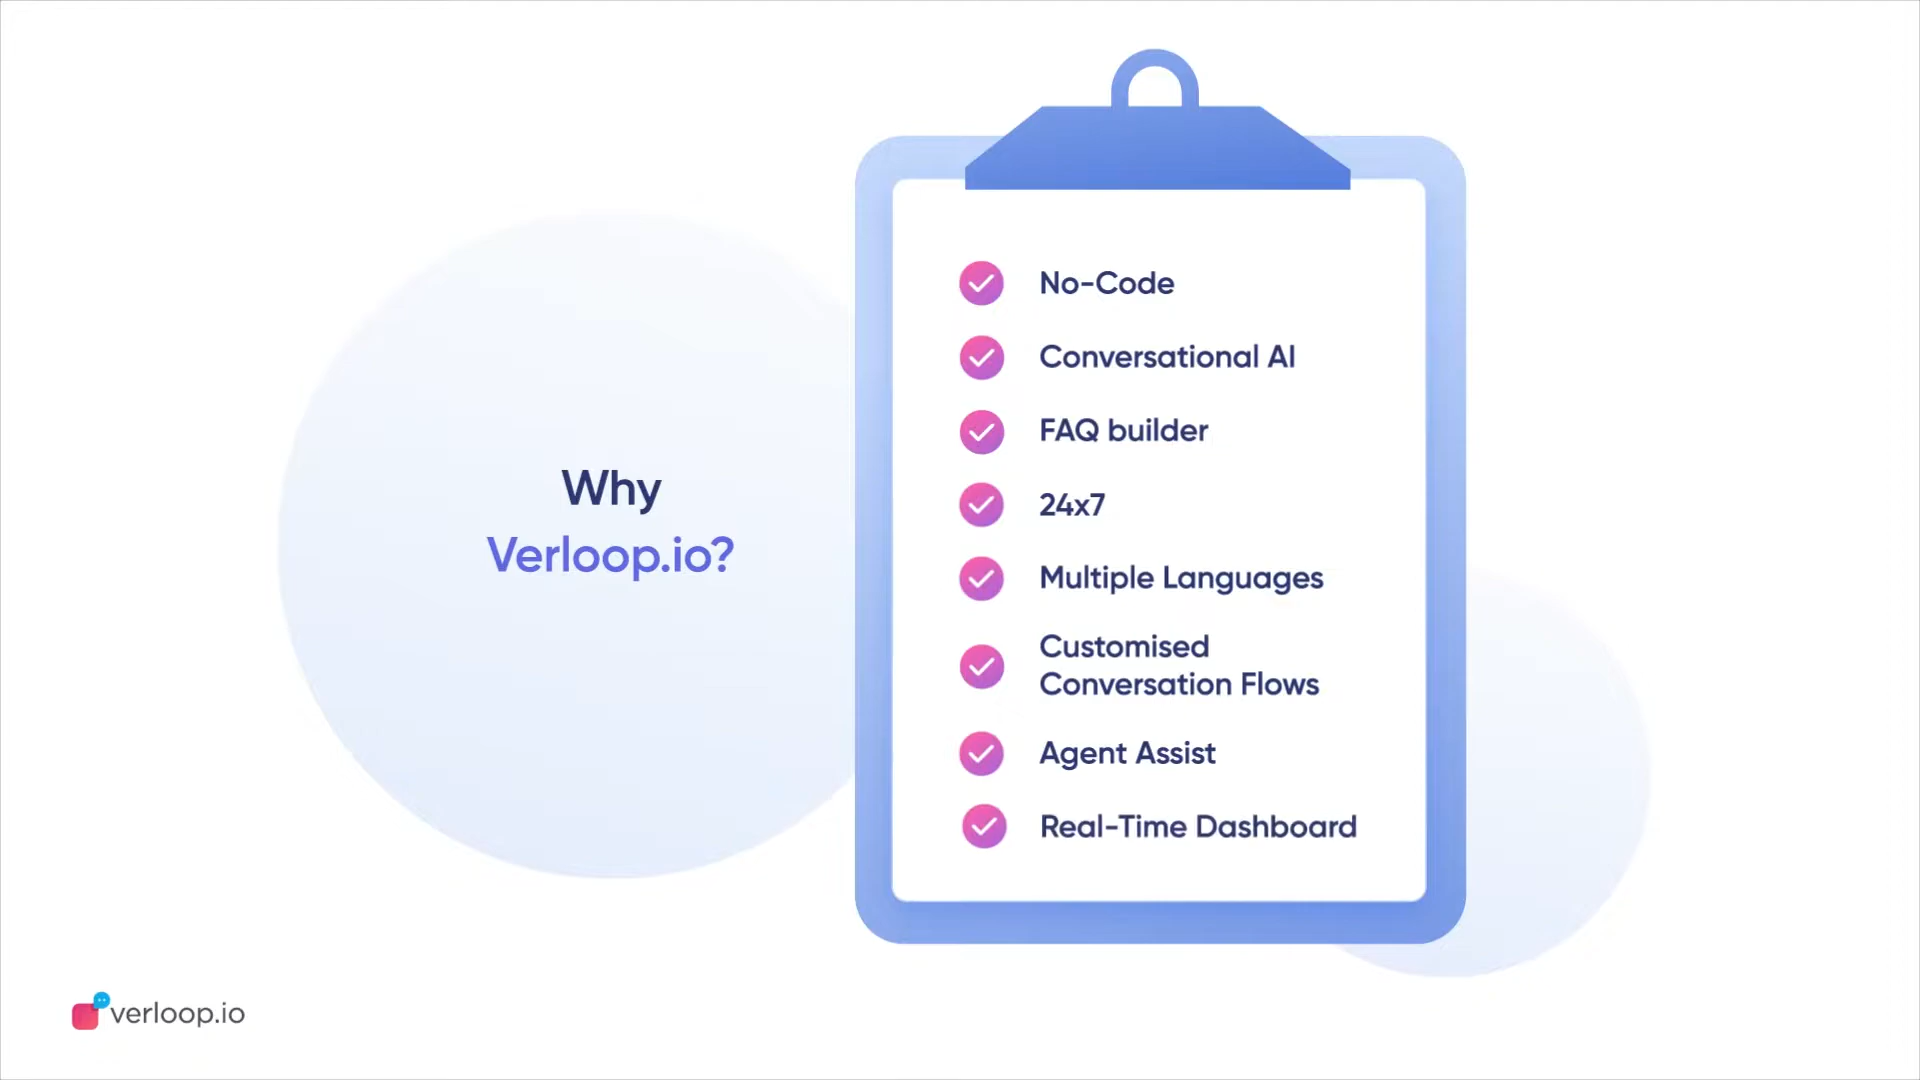 Why
Verloop.io?
No-Code
Conversational AI
FAQ builder
24x7
Multiple Languages
Customised
Conversation Flows
Agent Assist
Real-Time Dashboard
verloop.io